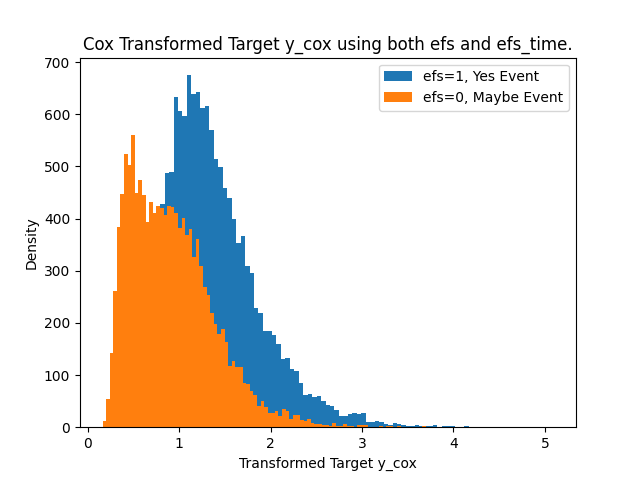 Cox Transformed Target y_cox using both efs and efs_time.
efs=1, Yes Event
efs=0, Maybe Event
Density
700
600
500
400
300
200
100
0
0 1 2 3 4 5
Transformed Target y_cox